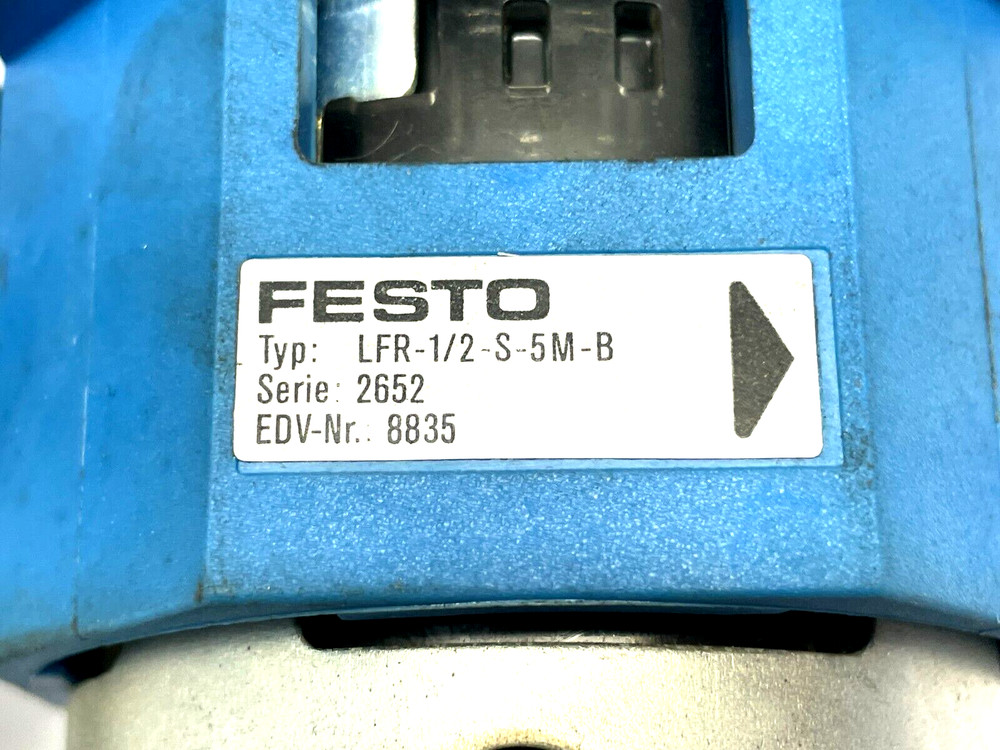 FESTO
Typ: LFR-1/2-S-5M-B
Serie: 2652
EDV-Nr.: 8835